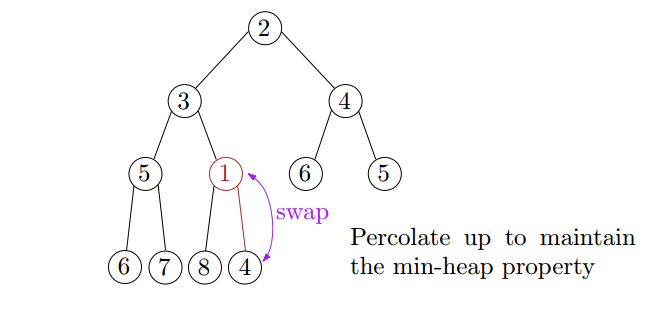 2
3 4
5 1 6 5
swap
Percolate up to maintain
the min-heap property
6 7 8 4